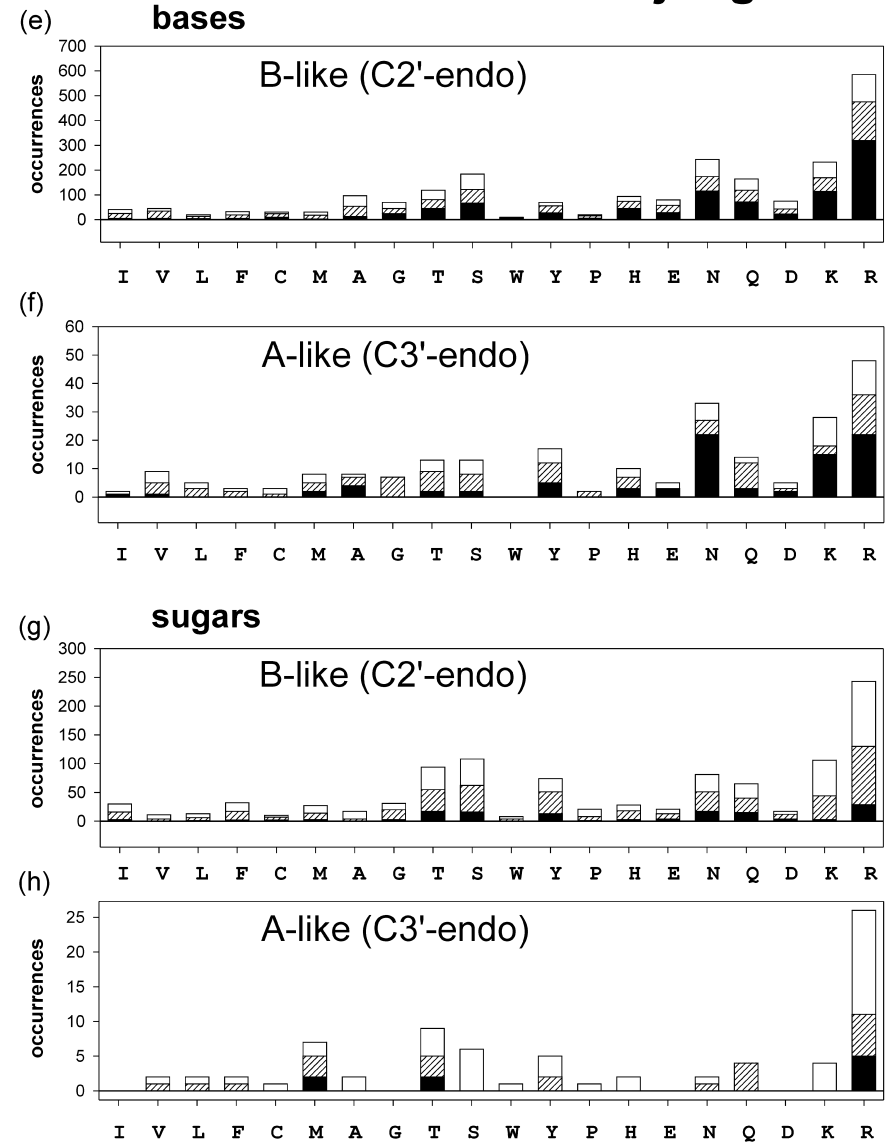 (e)
bases
B-like (C2'-endo)
occurrences
700
600
500
400
300
200
100
0
I V L F C M A G T S W Y P H E N Q D K R
(f)
A-like (C3'-endo)
occurrences
60
50
40
30
20
10
0
I V L F C M A G T S W Y P H E N Q D K R
(g)
sugars
B-like (C2'-endo)
occurrences
300
250
200
150
100
50
0
I V L F C M A G T S W Y P H E N Q D K R
(h)
A-like (C3'-endo)
occurrences
25
20
15
10
5
0
I V L F C M A G T S W Y P H E N Q D K R